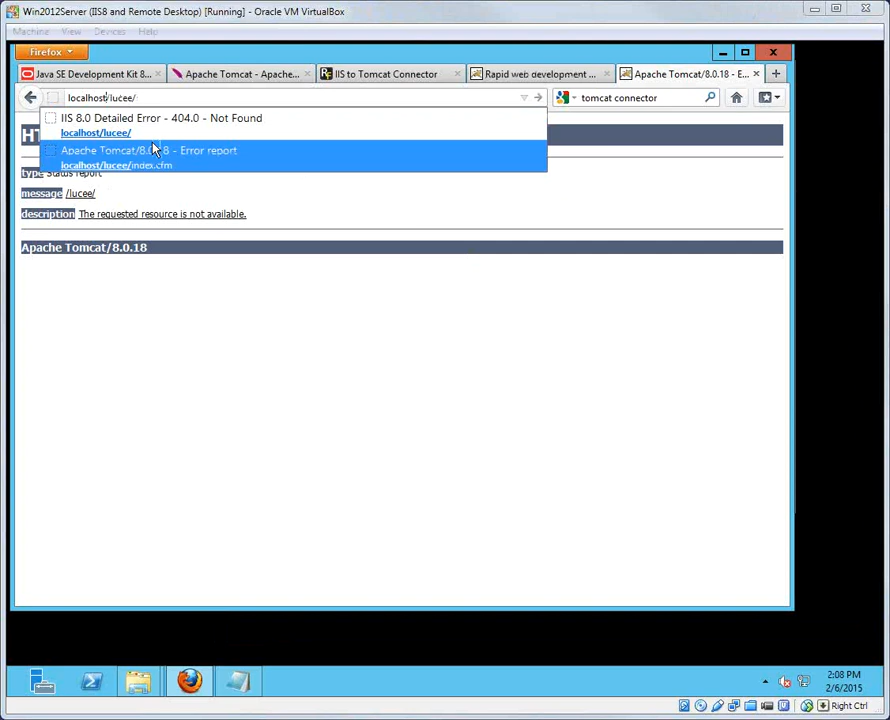 Win2012Server (IIS8 and Remote Desktop) [Running] - Oracle VM VirtualBox
Machine View Devices Help
Firefox
Java SE Development Kit 8... Apache Tomcat - Apache... IIS to Tomcat Connector Rapid web development ... Apache Tomcat/8.0.18 - E...
localhost/lucee/ tomcat connector
IIS 8.0 Detailed Error - 404.0 - Not Found
localhost/lucee/
Apache Tomcat/8.0.18 - Error report
localhost/lucee/index.cfm
type Status report
message /lucee/
description The requested resource is not available.
Apache Tomcat/8.0.18
2:08 PM
2/6/2015
Right Ctrl